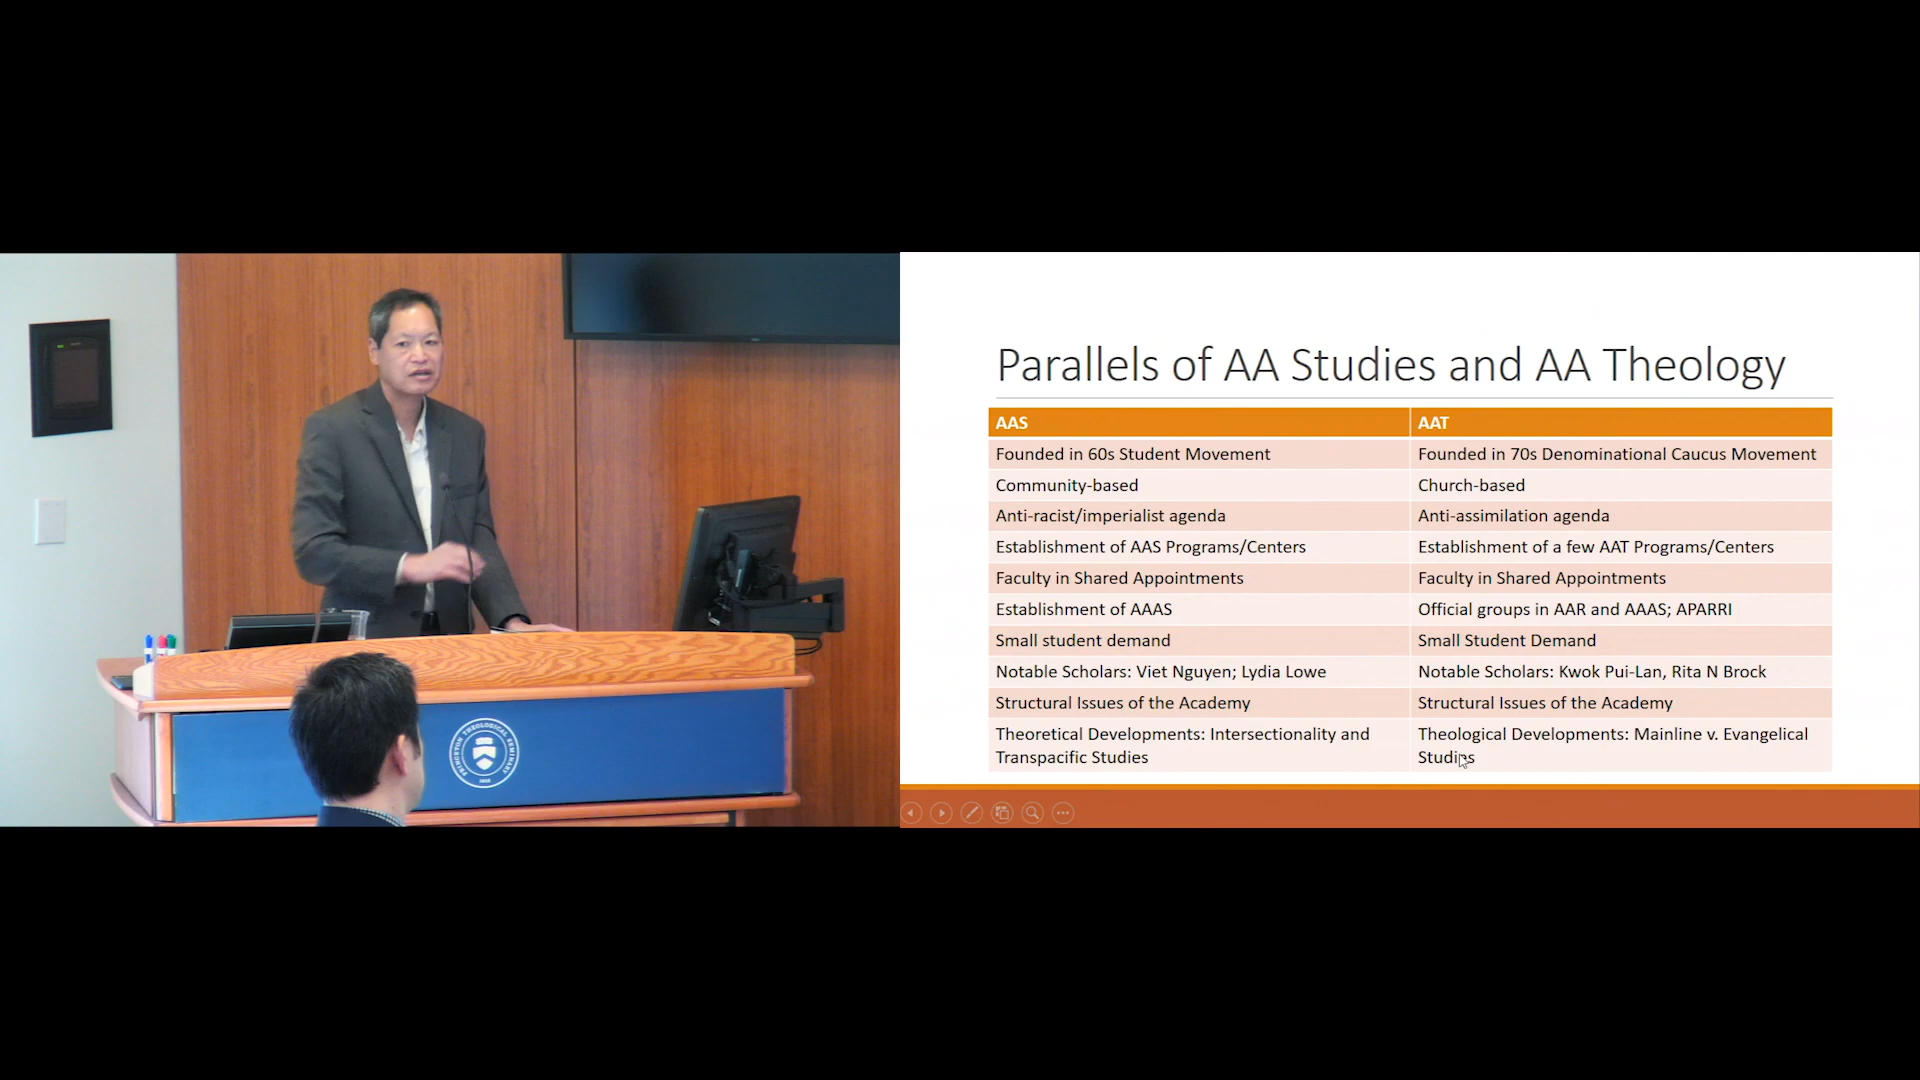 Parallels of AA Studies and AA Theology
AAS
AAT
Founded in 60s Student Movement
Founded in 70s Denominational Caucus Movement
Community-based
Church-based
Anti-racist/imperialist agenda
Anti-assimilation agenda
Establishment of AAS Programs/Centers
Establishment of a few AAT Programs/Centers
Faculty in Shared Appointments
Faculty in Shared Appointments
Establishment of AAAS
Official groups in AAR and AAAS; APARRI
Small student demand
Small Student Demand
Notable Scholars: Viet Nguyen; Lydia Lowe
Notable Scholars: Kwok Pui-Lan, Rita N Brock
Structural Issues of the Academy
Structural Issues of the Academy
Theoretical Developments: Intersectionality and
Transpacific Studies
Theological Developments: Mainline v. Evangelical
Studies
PRINCETON THEOLOGICAL SEMINARY